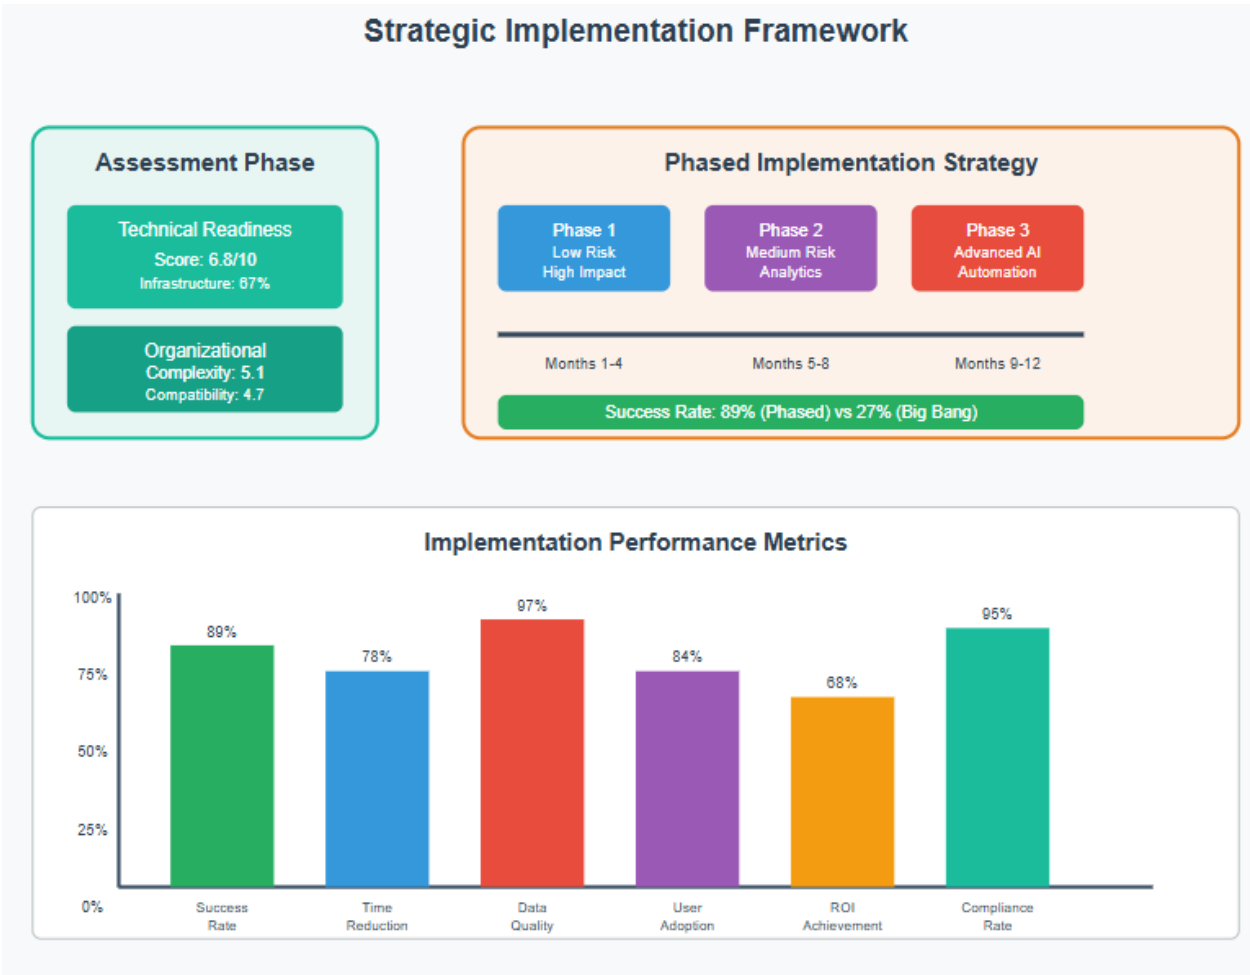 Strategic Implementation Framework
Assessment Phase
Technical Readiness
Score: 6.8/10
Infrastructure: 67%
Organizational
Complexity: 5.1
Compatibility: 4.7
Phased Implementation Strategy
Phase 1
Low Risk
High Impact
Phase 2
Medium Risk
Analytics
Phase 3
Advanced AI
Automation
Months 1-4
Months 5-8
Months 9-12
Success Rate: 89% (Phased) vs 27% (Big Bang)
Implementation Performance Metrics
100%
75%
50%
25%
0%
89%
78%
97%
84%
68%
95%
Success
Rate
Time
Reduction
Data
Quality
User
Adoption
ROI
Achievement
Compliance
Rate